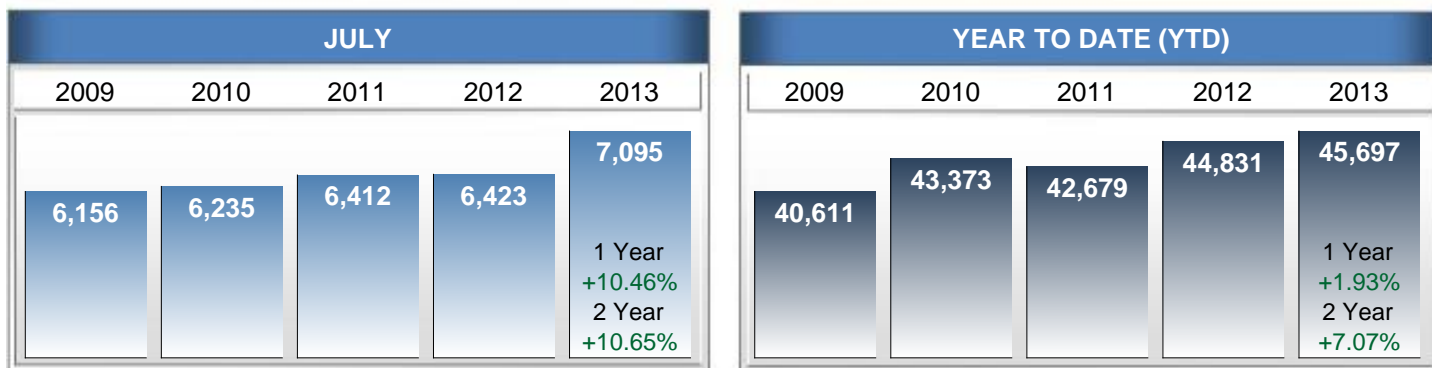 JULY
2009 2010 2011 2012 2013
7,095
6,156 6,235 6,412 6,423
1 Year
+10.46%
2 Year
+10.65%
YEAR TO DATE (YTD)
2009 2010 2011 2012 2013
40,611 43,373 42,679 44,831 45,697
1 Year
+1.93%
2 Year
+7.07%